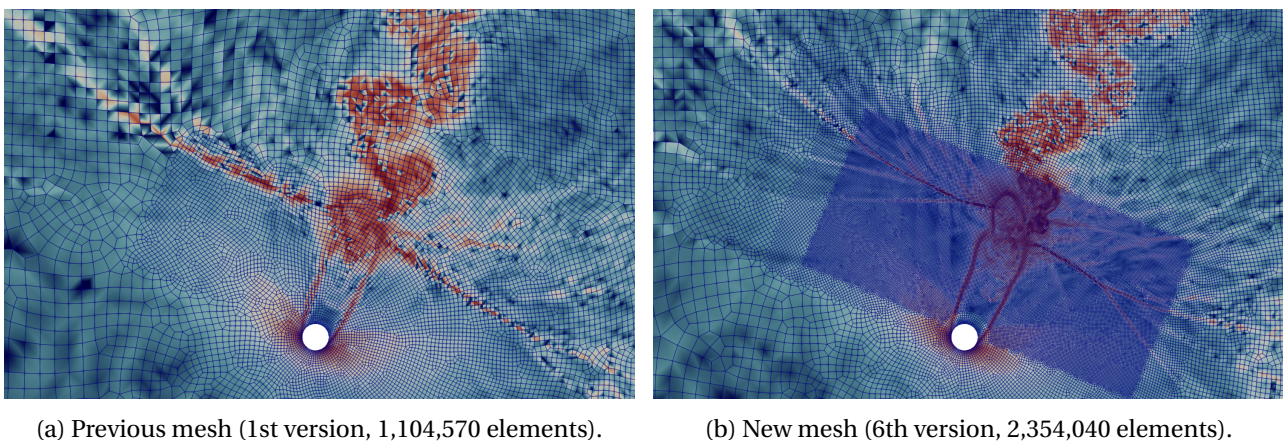 (a) Previous mesh (1st version, 1,104,570 elements).
(b) New mesh (6th version, 2,354,040 elements).